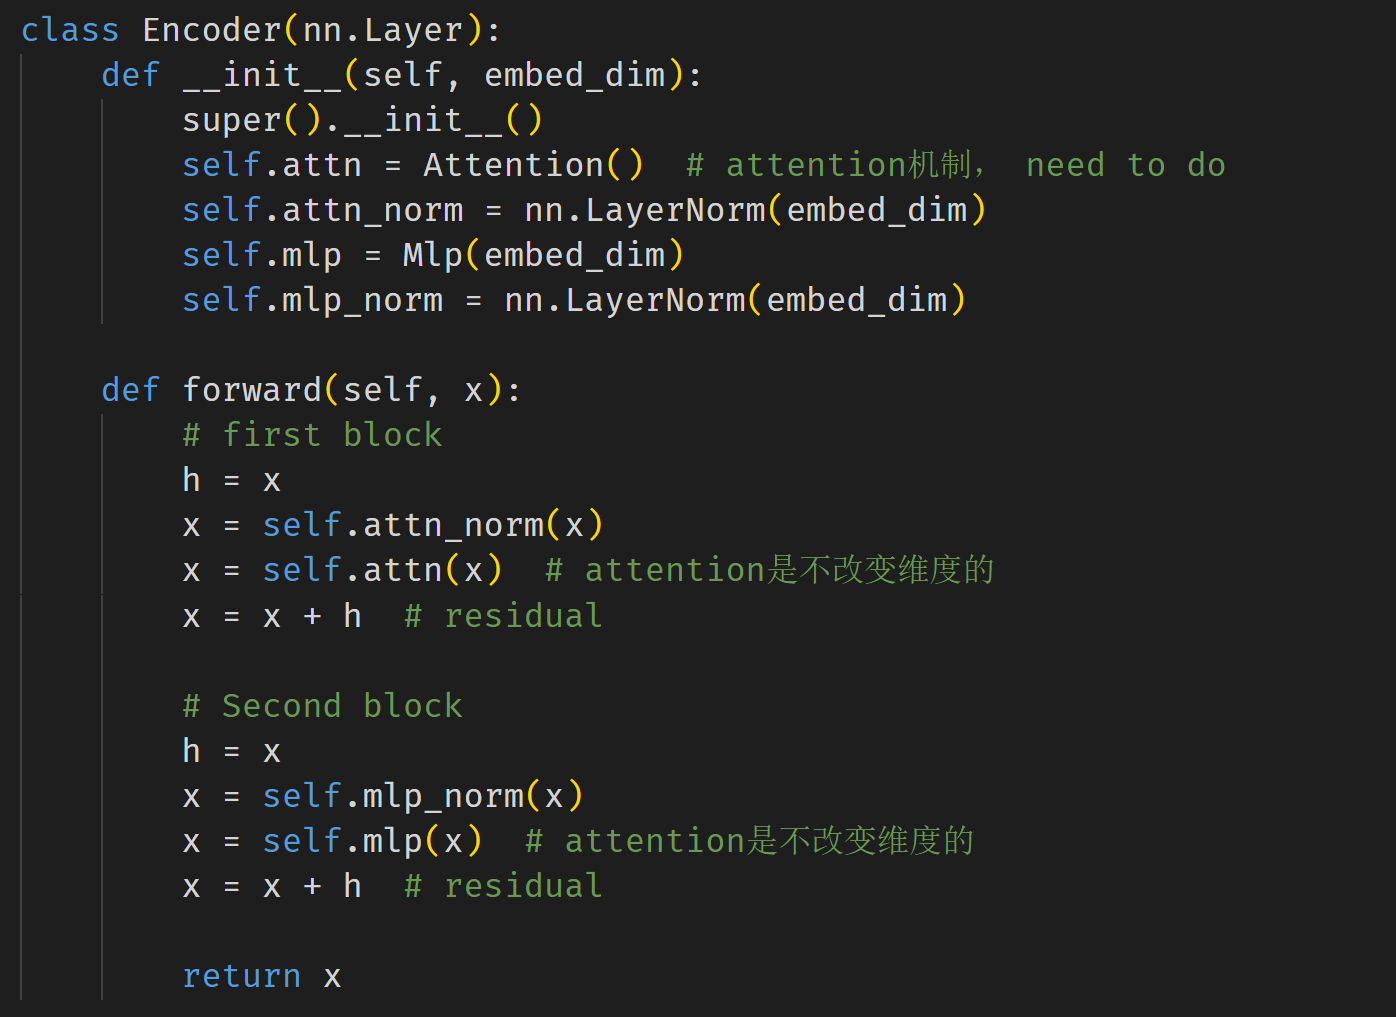 class Encoder(nn.Layer):
    def __init__(self, embed_dim):
        super().__init__()
        self.attn = Attention()  # attention机制， need to do
        self.attn_norm = nn.LayerNorm(embed_dim)
        self.mlp = Mlp(embed_dim)
        self.mlp_norm = nn.LayerNorm(embed_dim)

    def forward(self, x):
        # first block
        h = x
        x = self.attn_norm(x)
        x = self.attn(x)  # attention是不改变维度的
        x = x + h  # residual

        # Second block
        h = x
        x = self.mlp_norm(x)
        x = self.mlp(x)  # attention是不改变维度的
        x = x + h  # residual

        return x